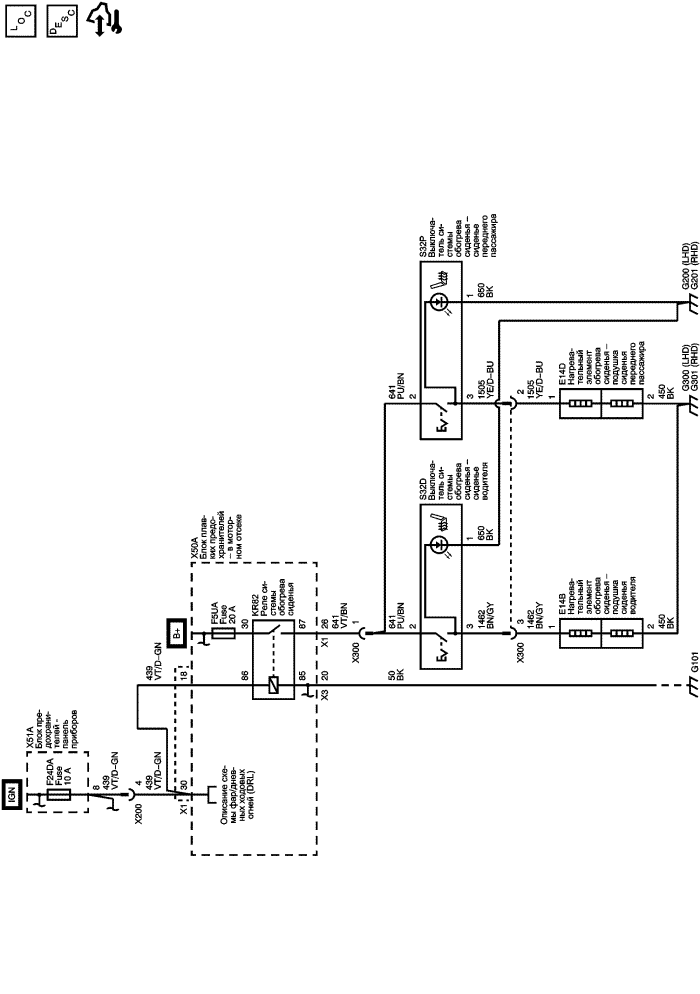 LOC
DESC
IGN
X51A
Блок пре-
дохрани-
телей -
панель
приборов
F24DA
Fuse
10 A
8
439
VT/D–GN
4
X200
439
VT/D–GN
439
VT/D–GN
X1
30
18
Описание схе-
мы фар/днев-
ных ходовых
огней (DRL)
B+
X50A
Блок плав-
ких предо-
хранителей
– в мотор-
ном отсеке
F5UA
Fuse
20 A
30
KR82
Реле си-
стемы
обогрева
сиденья
86
87
85
X1
26
641
VT/BN
1
X300
X3
20
50
BK
G101
641
PU/BN
2
641
PU/BN
2
S32D
Выключа-
тель си-
стемы
обогрева
сиденья –
сиденье
водителя
S32P
Выключа-
тель си-
стемы
обогрева
сиденья –
сиденье
переднего
пассажира
3
1462
BN/GY
1
650
BK
3
1505
YE/D–BU
1
650
BK
X300
3
1462
BN/GY
1
2
1505
YE/D–BU
1
E14B
Нагрева-
тельный
элемент
обогрева
сиденья –
подушка
сиденья
водителя
E14D
Нагрева-
тельный
элемент
обогрева
сиденья –
подушка
сиденья
переднего
пассажира
2
450
BK
2
450
BK
G300 (LHD)
G301 (RHD)
G200 (LHD)
G201 (RHD)